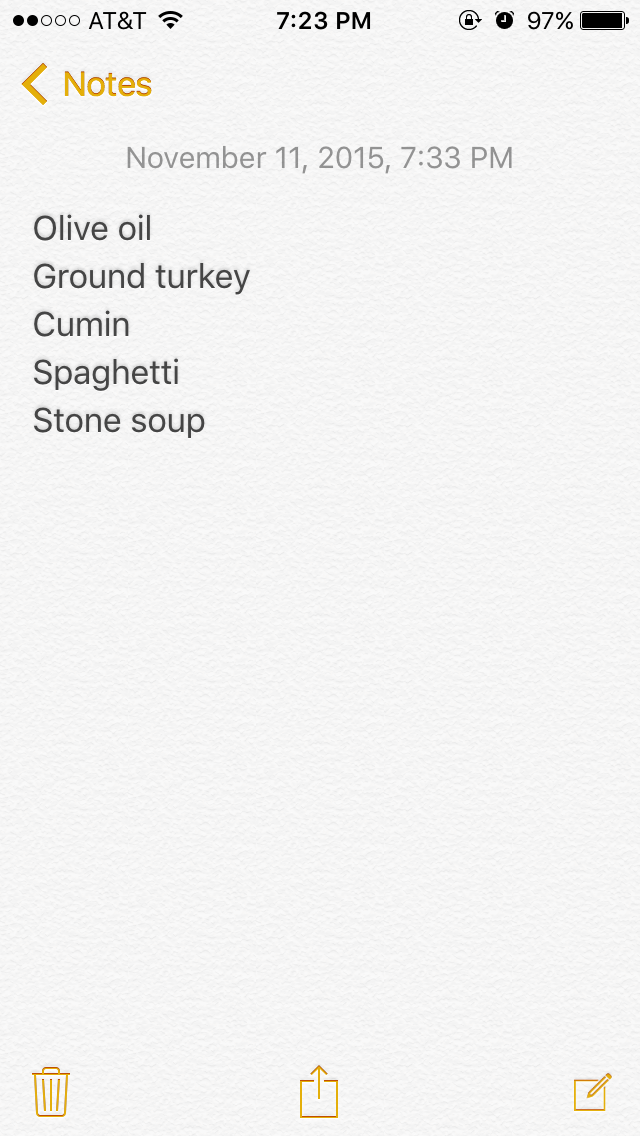 AT&T 7:23 PM 97%
Notes
November 11, 2015, 7:33 PM
Olive oil
Ground turkey
Cumin
Spaghetti
Stone soup